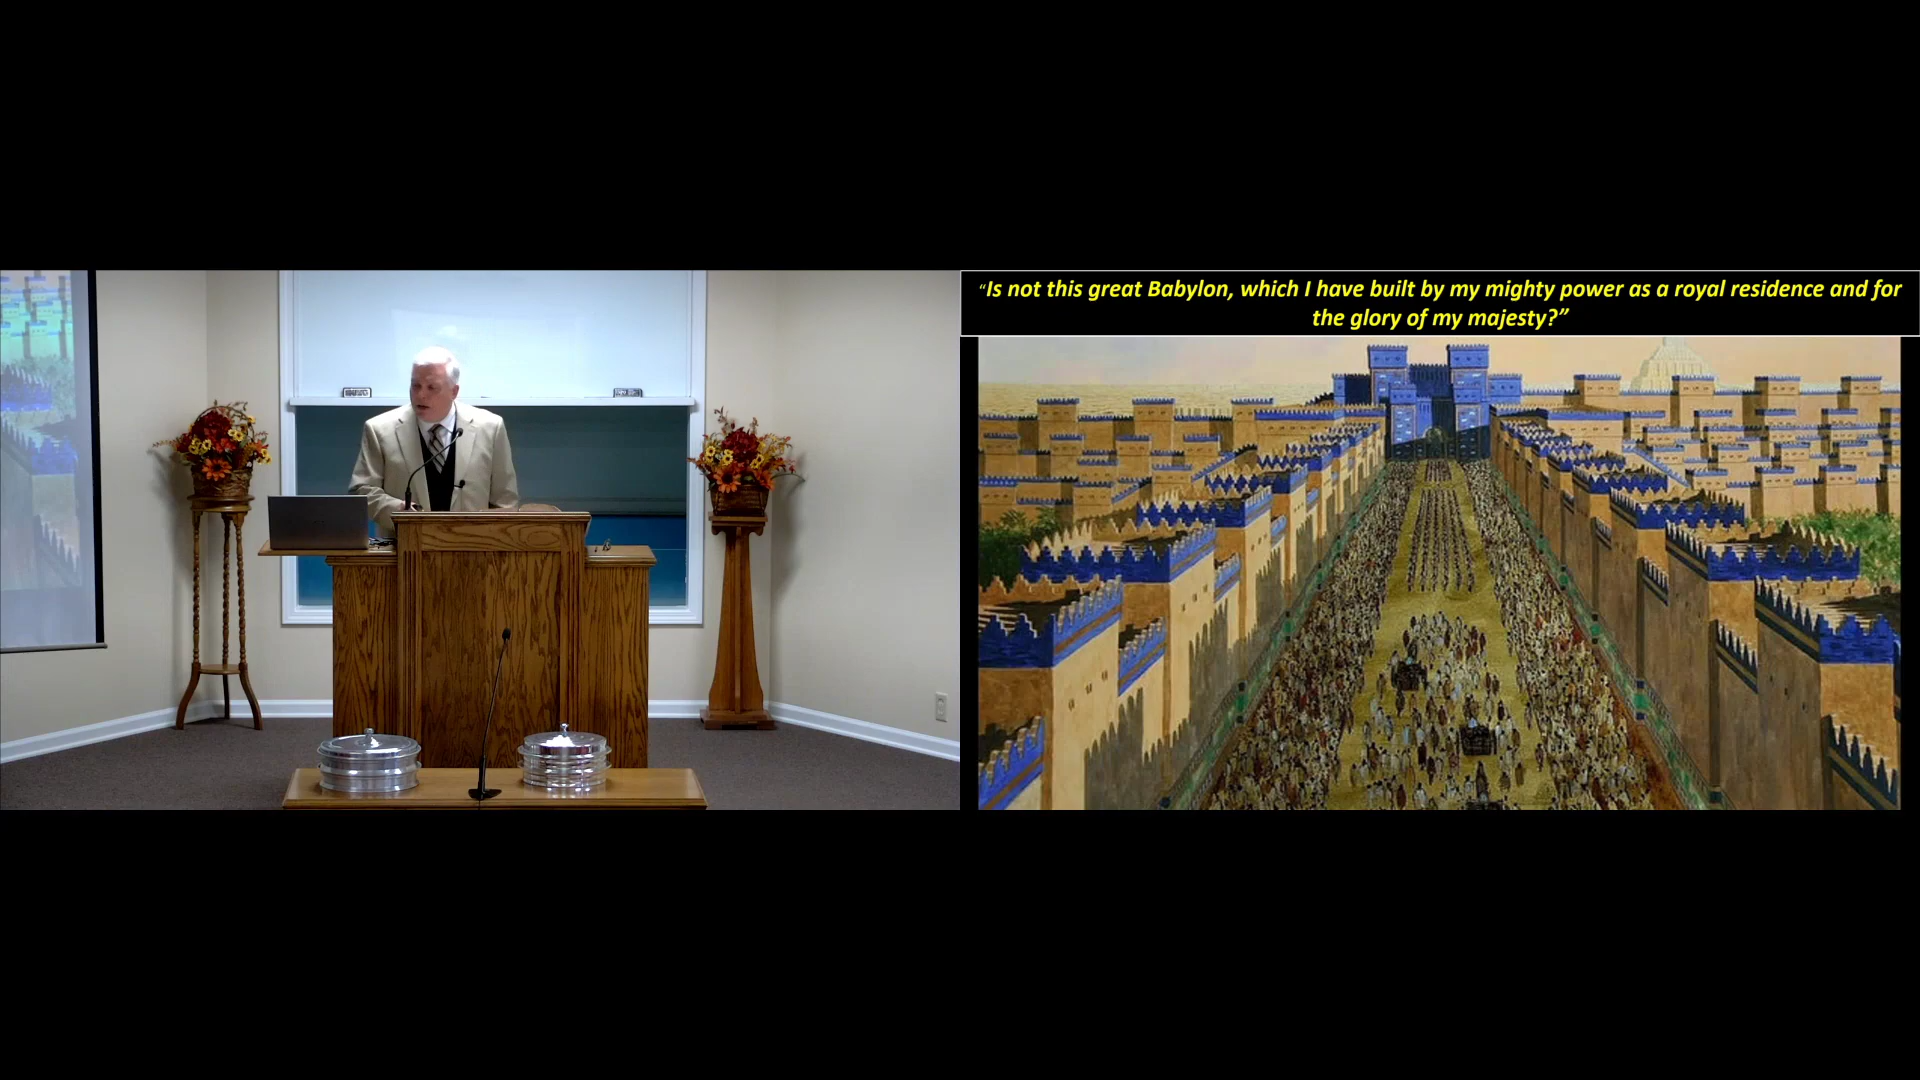 “Is not this great Babylon, which I have built by my mighty power as a royal residence and for
the glory of my majesty?”